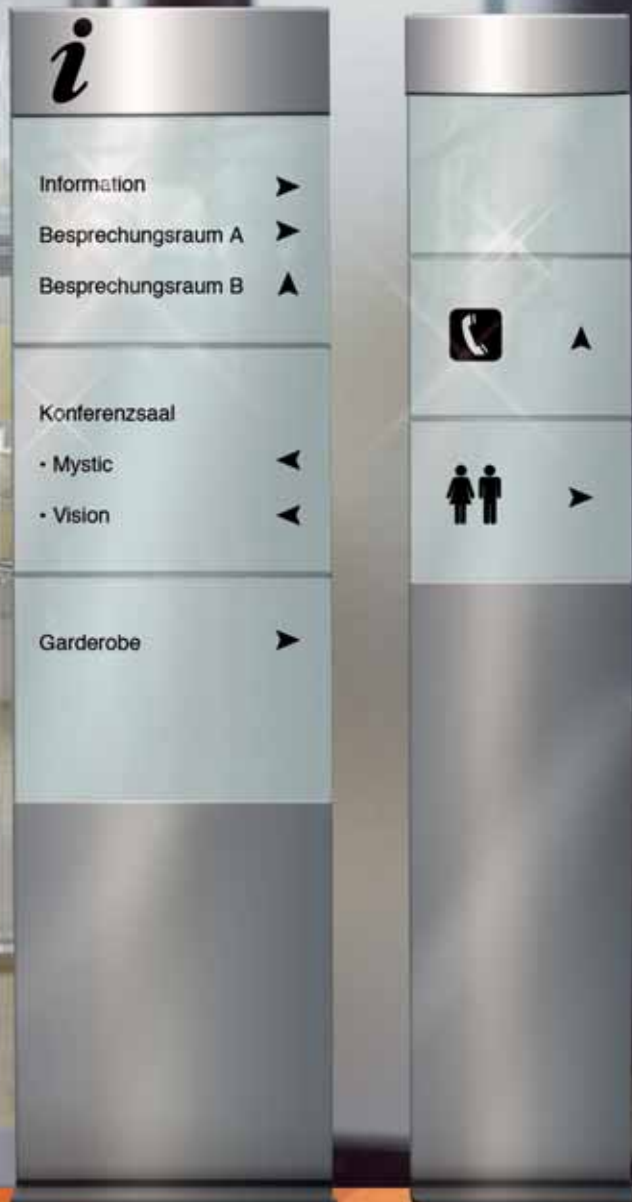 i
Information
Besprechungsraum A
Besprechungsraum B
Konferenzsaal
• Mystic
• Vision
Garderobe